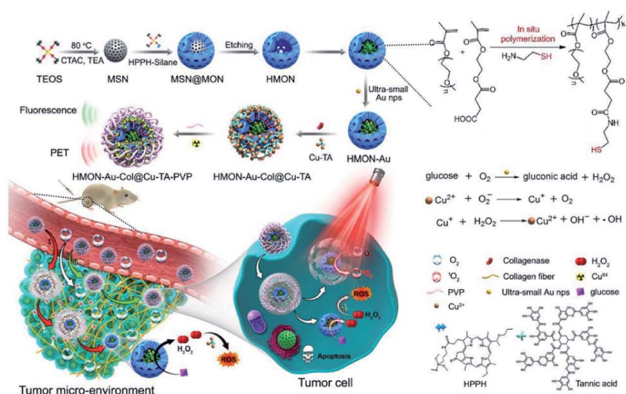 80 °C
CTAC, TEA
HPPH-Silane
Etching
TEOS
MSN
MSN@MON
HMON
In situ
polymerization
H₂N
SH
O
O
O
O
O
O
O
HOOC
+
n
O
NH
HS
Ultra-small
Au nps
Fluorescence
PET
Cu-TA
HMON-Au
HMON-Au-Col@Cu-TA-PVP
HMON-Au-Col@Cu-TA
glucose + O₂ → gluconic acid + H₂O₂
Cu²⁺ + O₂⁻ → Cu⁺ + O₂
Cu⁺ + H₂O₂ → Cu²⁺ + OH⁻ + ·OH
O₂
Collagenase
H₂O₂
¹O₂
Collagen fiber
Cu⁶⁴
PVP
Ultra-small Au nps
glucose
Cu²⁺
ROS
H₂O₂
Apoptosis
H₂O₂
ROS
Tumor micro-environment
Tumor cell
HPPH
Tannic acid